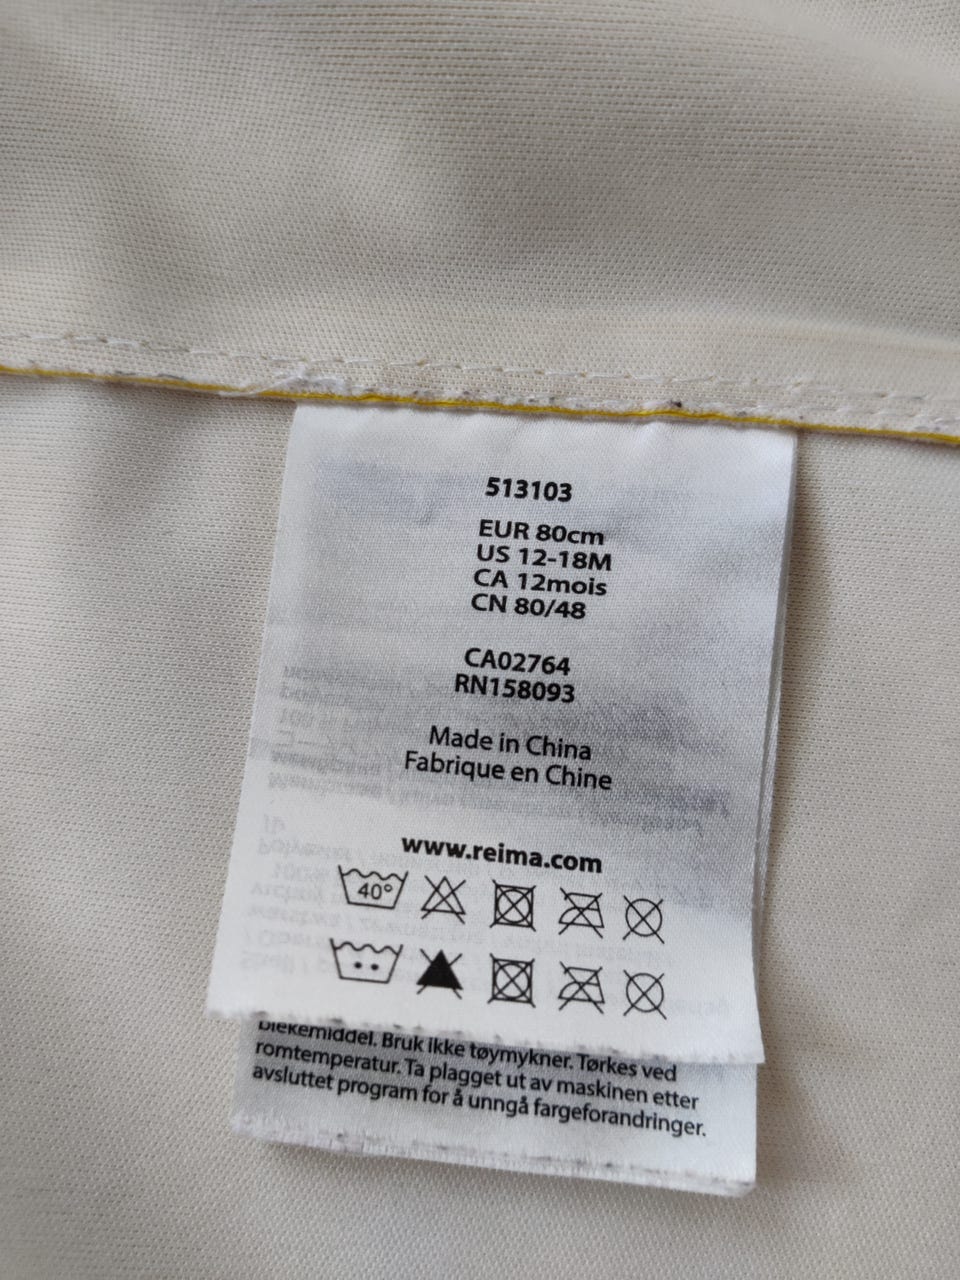 513103
EUR 80cm
US 12-18M
CA 12mois
CN 80/48
CA02764
RN158093
Made in China
Fabrique en Chine
www.reima.com
40°
blekemiddel. Bruk ikke tøymykner. Tørkes ved
romtemperatur. Ta plagget ut av maskinen etter
avsluttet program for å unngå fargeforandringer.